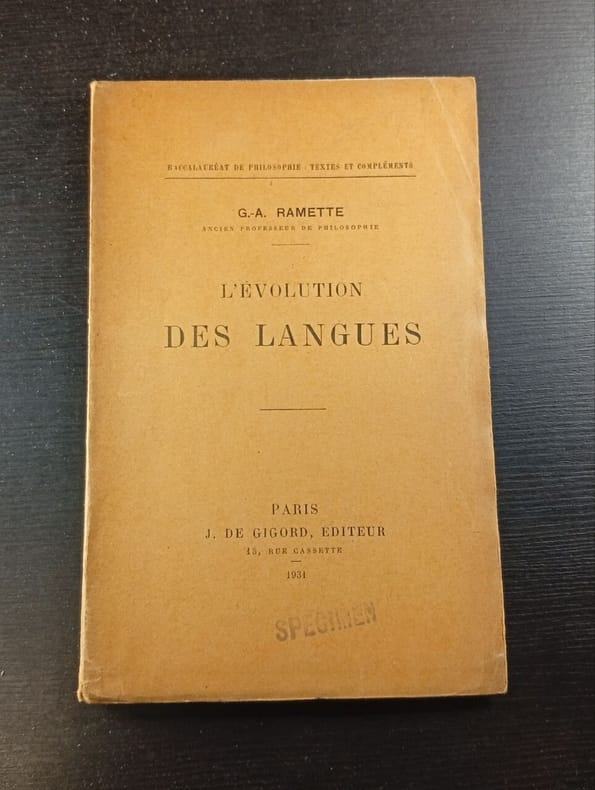 BACCALAURÉAT DE PHILOSOPHIE : TEXTES ET COMPLÉMENTS
G.-A. RAMETTE
ANCIEN PROFESSEUR DE PHILOSOPHIE
L'ÉVOLUTION
DES LANGUES
PARIS
J. DE GIGORD, EDITEUR
15, RUE CASSETTE
1931
SPECIMEN